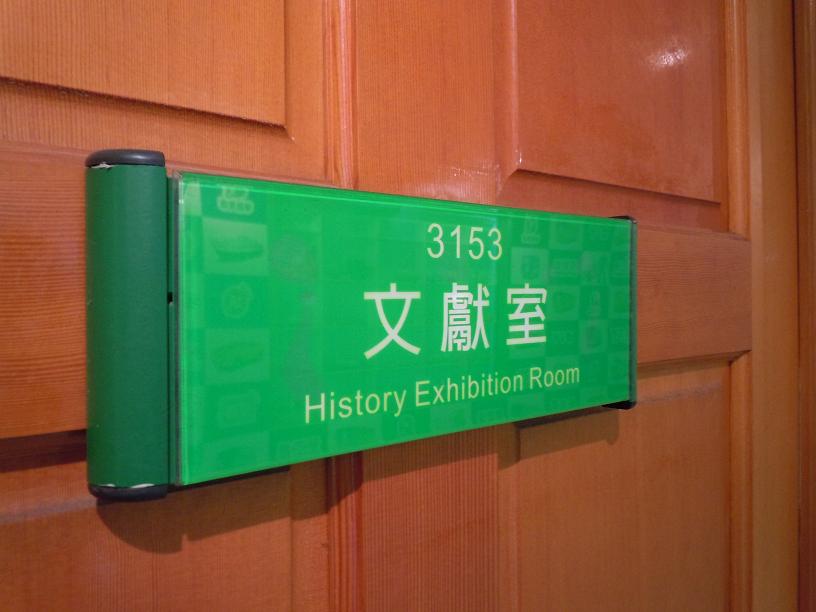 3153
文獻室
History Exhibition Room